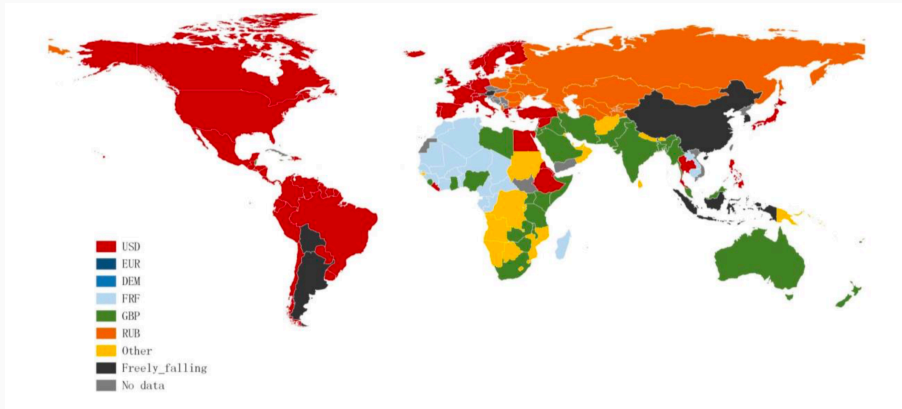 USD
EUR
DEM
FRF
GBP
RUB
Other
Freely_falling
No data